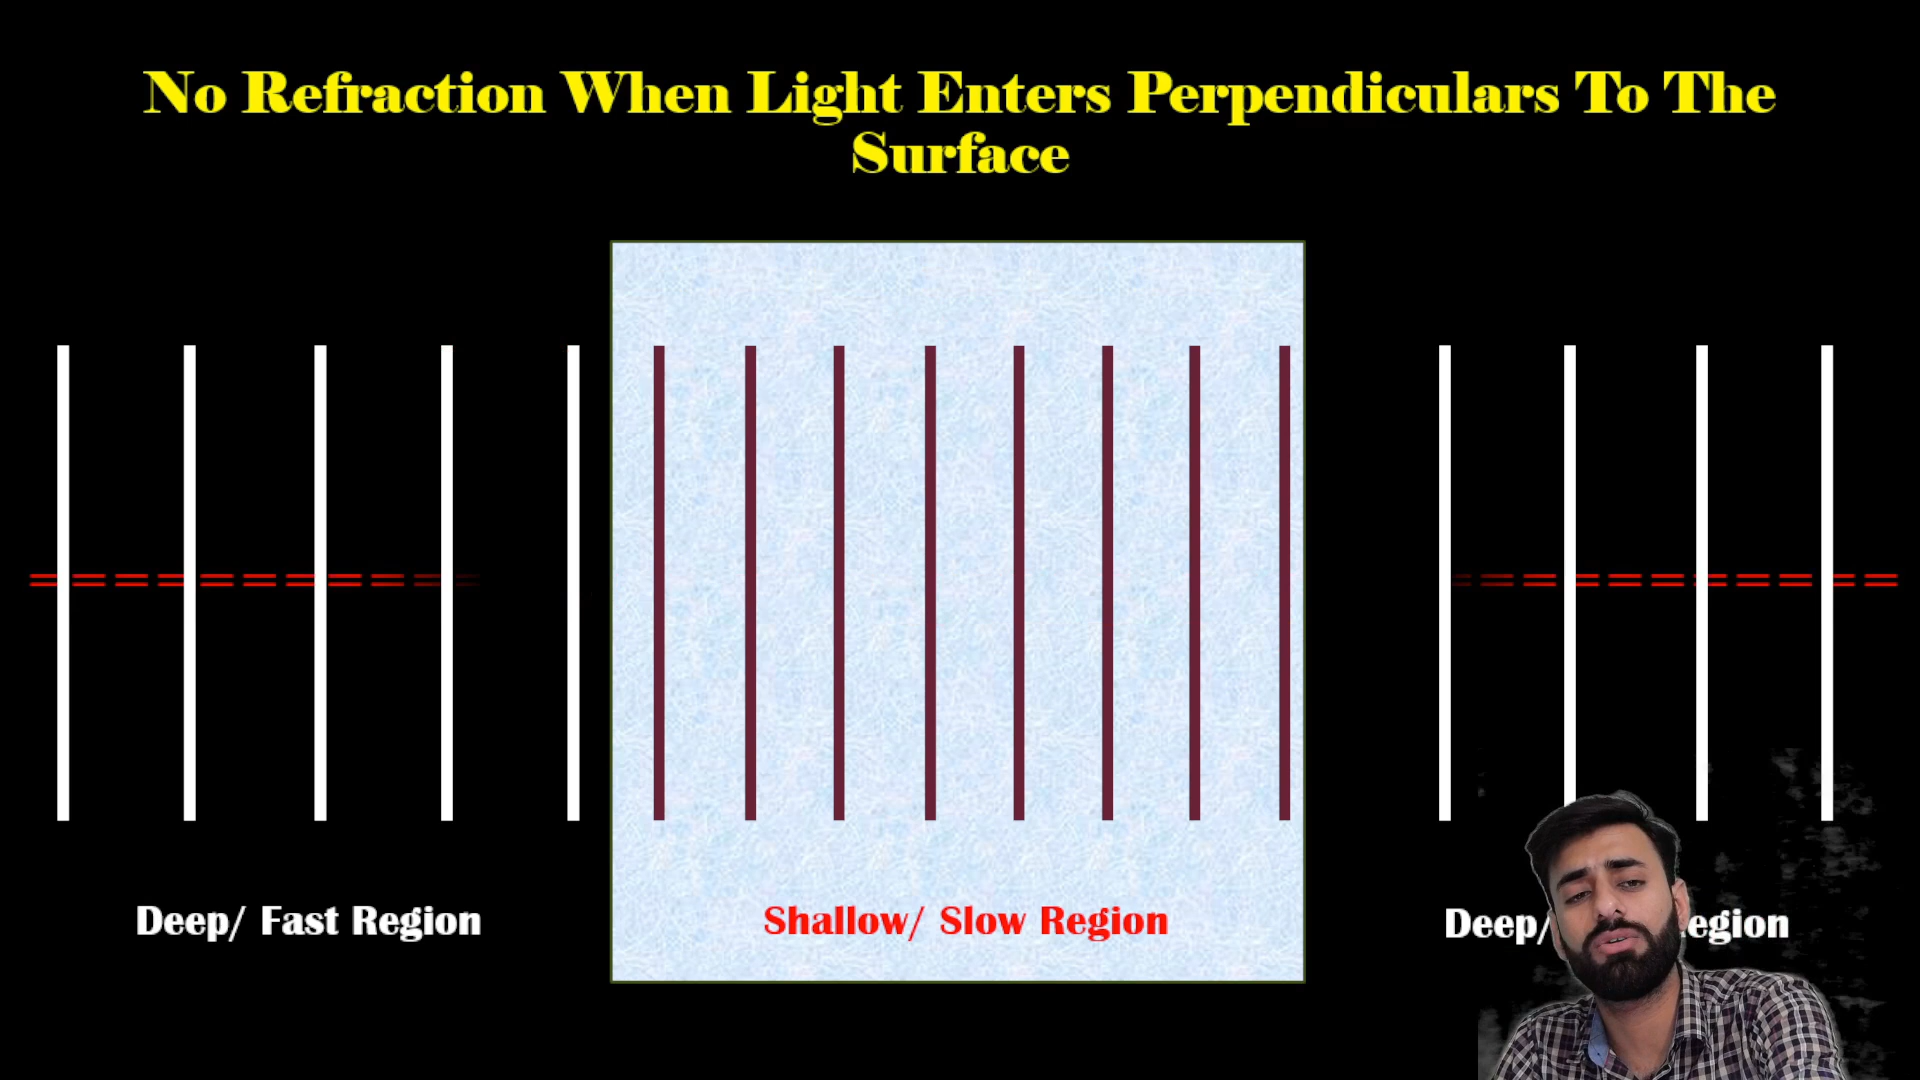 No Refraction When Light Enters Perpendiculars To The
Surface
Deep/ Fast Region
Shallow/ Slow Region
Deep/ egion